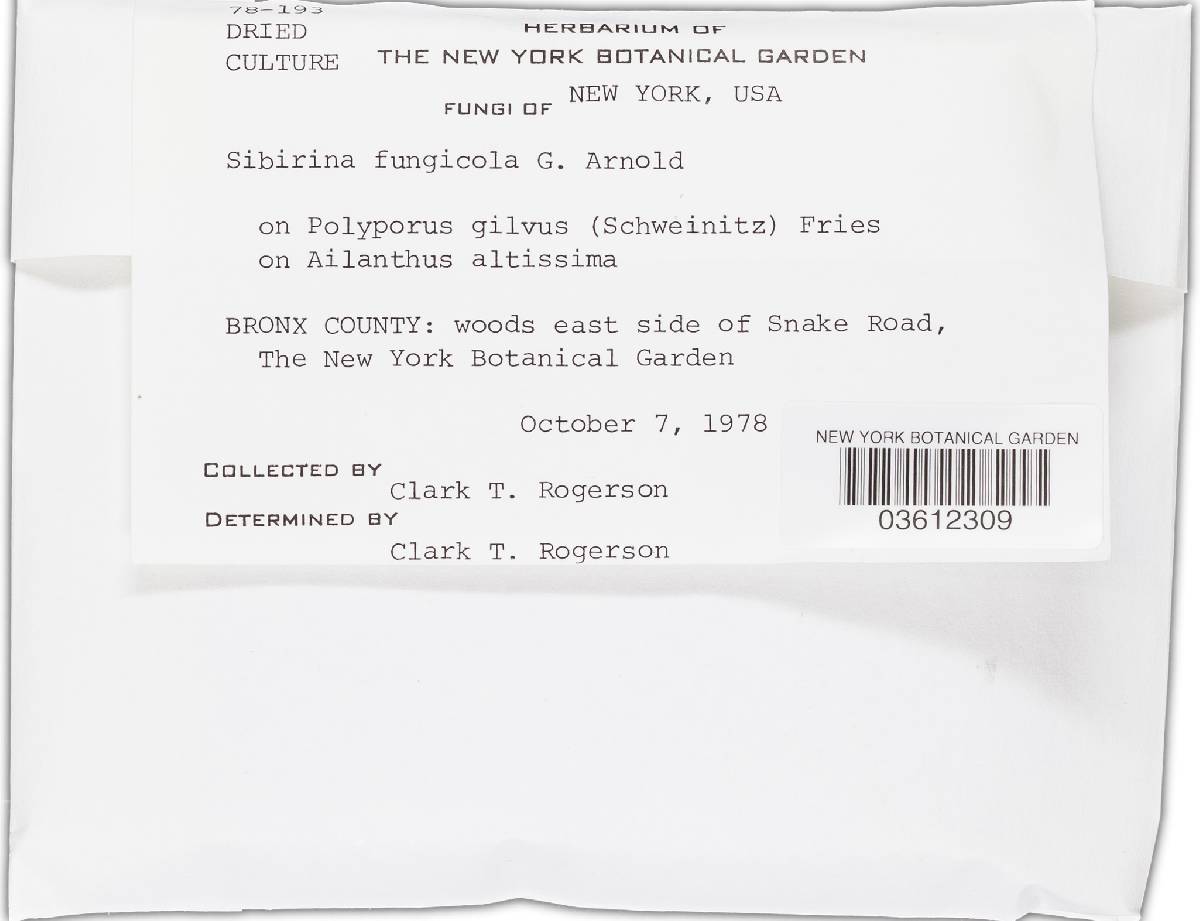 78-193
DRIED
CULTURE
HERBARIUM OF
THE NEW YORK BOTANICAL GARDEN
FUNGI OF NEW YORK, USA
Sibirina fungicola G. Arnold
on Polyporus gilvus (Schweinitz) Fries
on Ailanthus altissima
BRONX COUNTY: woods east side of Snake Road,
The New York Botanical Garden
October 7, 1978
COLLECTED BY
Clark T. Rogerson
DETERMINED BY
Clark T. Rogerson
NEW YORK BOTANICAL GARDEN
03612309